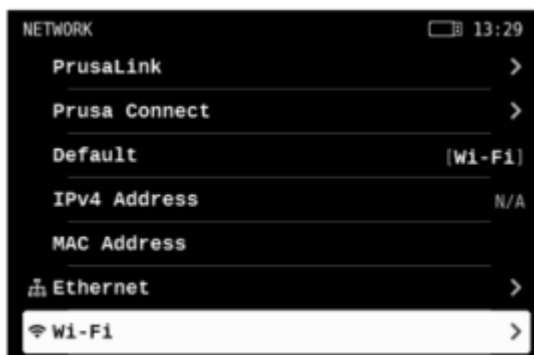 NETWORK 13:29
PrusaLink >
Prusa Connect >
Default [Wi-Fi]
IPv4 Address N/A
MAC Address
Ethernet >
Wi-Fi >